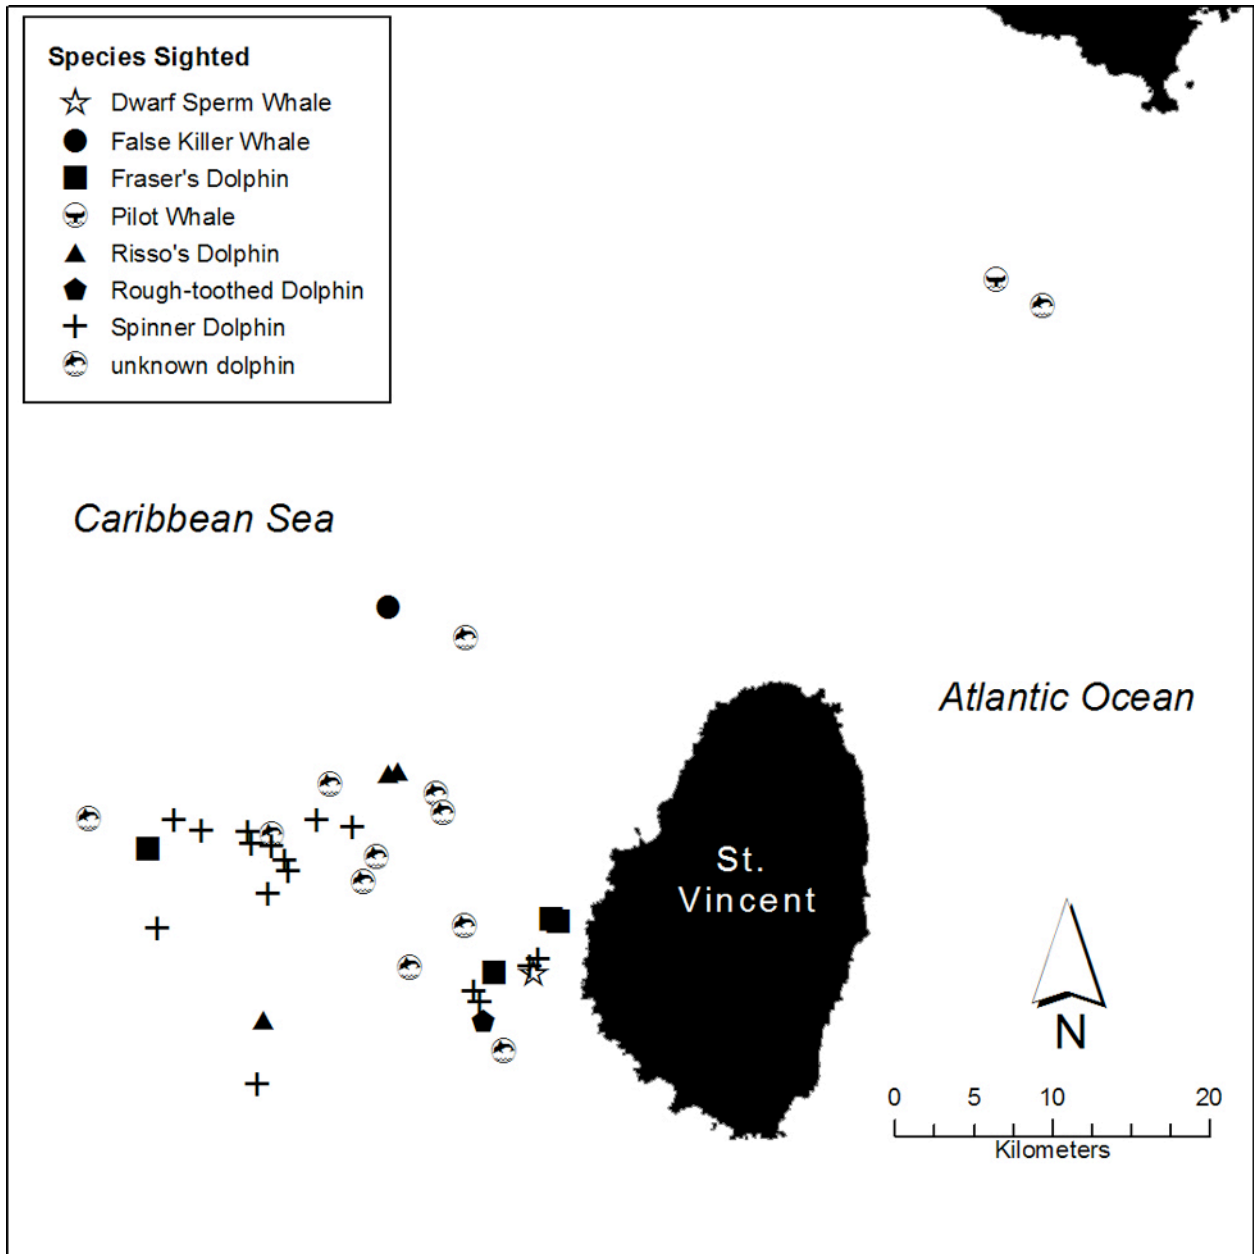 Species Sighted
Dwarf Sperm Whale
False Killer Whale
Fraser's Dolphin
Pilot Whale
Risso's Dolphin
Rough-toothed Dolphin
Spinner Dolphin
unknown dolphin
Caribbean Sea
Atlantic Ocean
St.
Vincent
N
0 5 10 20
Kilometers